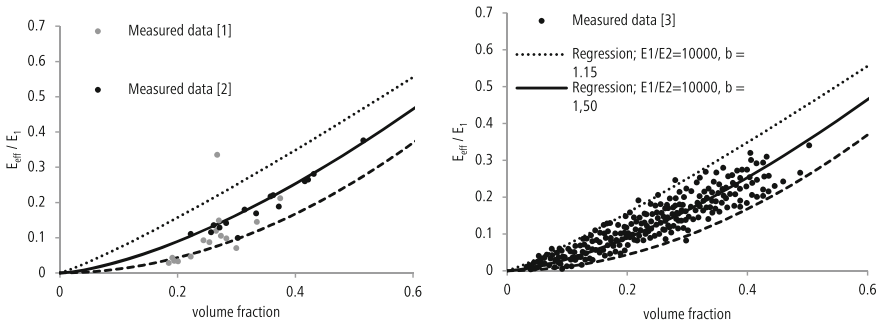 0.7
0.6
0.5
0.4
0.3
0.2
0.1
0
E_eff / E_1
Measured data [1]
Measured data [2]
0 0.2 0.4 0.6
volume fraction
0.7
0.6
0.5
0.4
0.3
0.2
0.1
0
E_eff / E_1
Measured data [3]
Regression; E1/E2=10000, b =
1.15
Regression; E1/E2=10000, b =
1,50
0 0.2 0.4 0.6
volume fraction